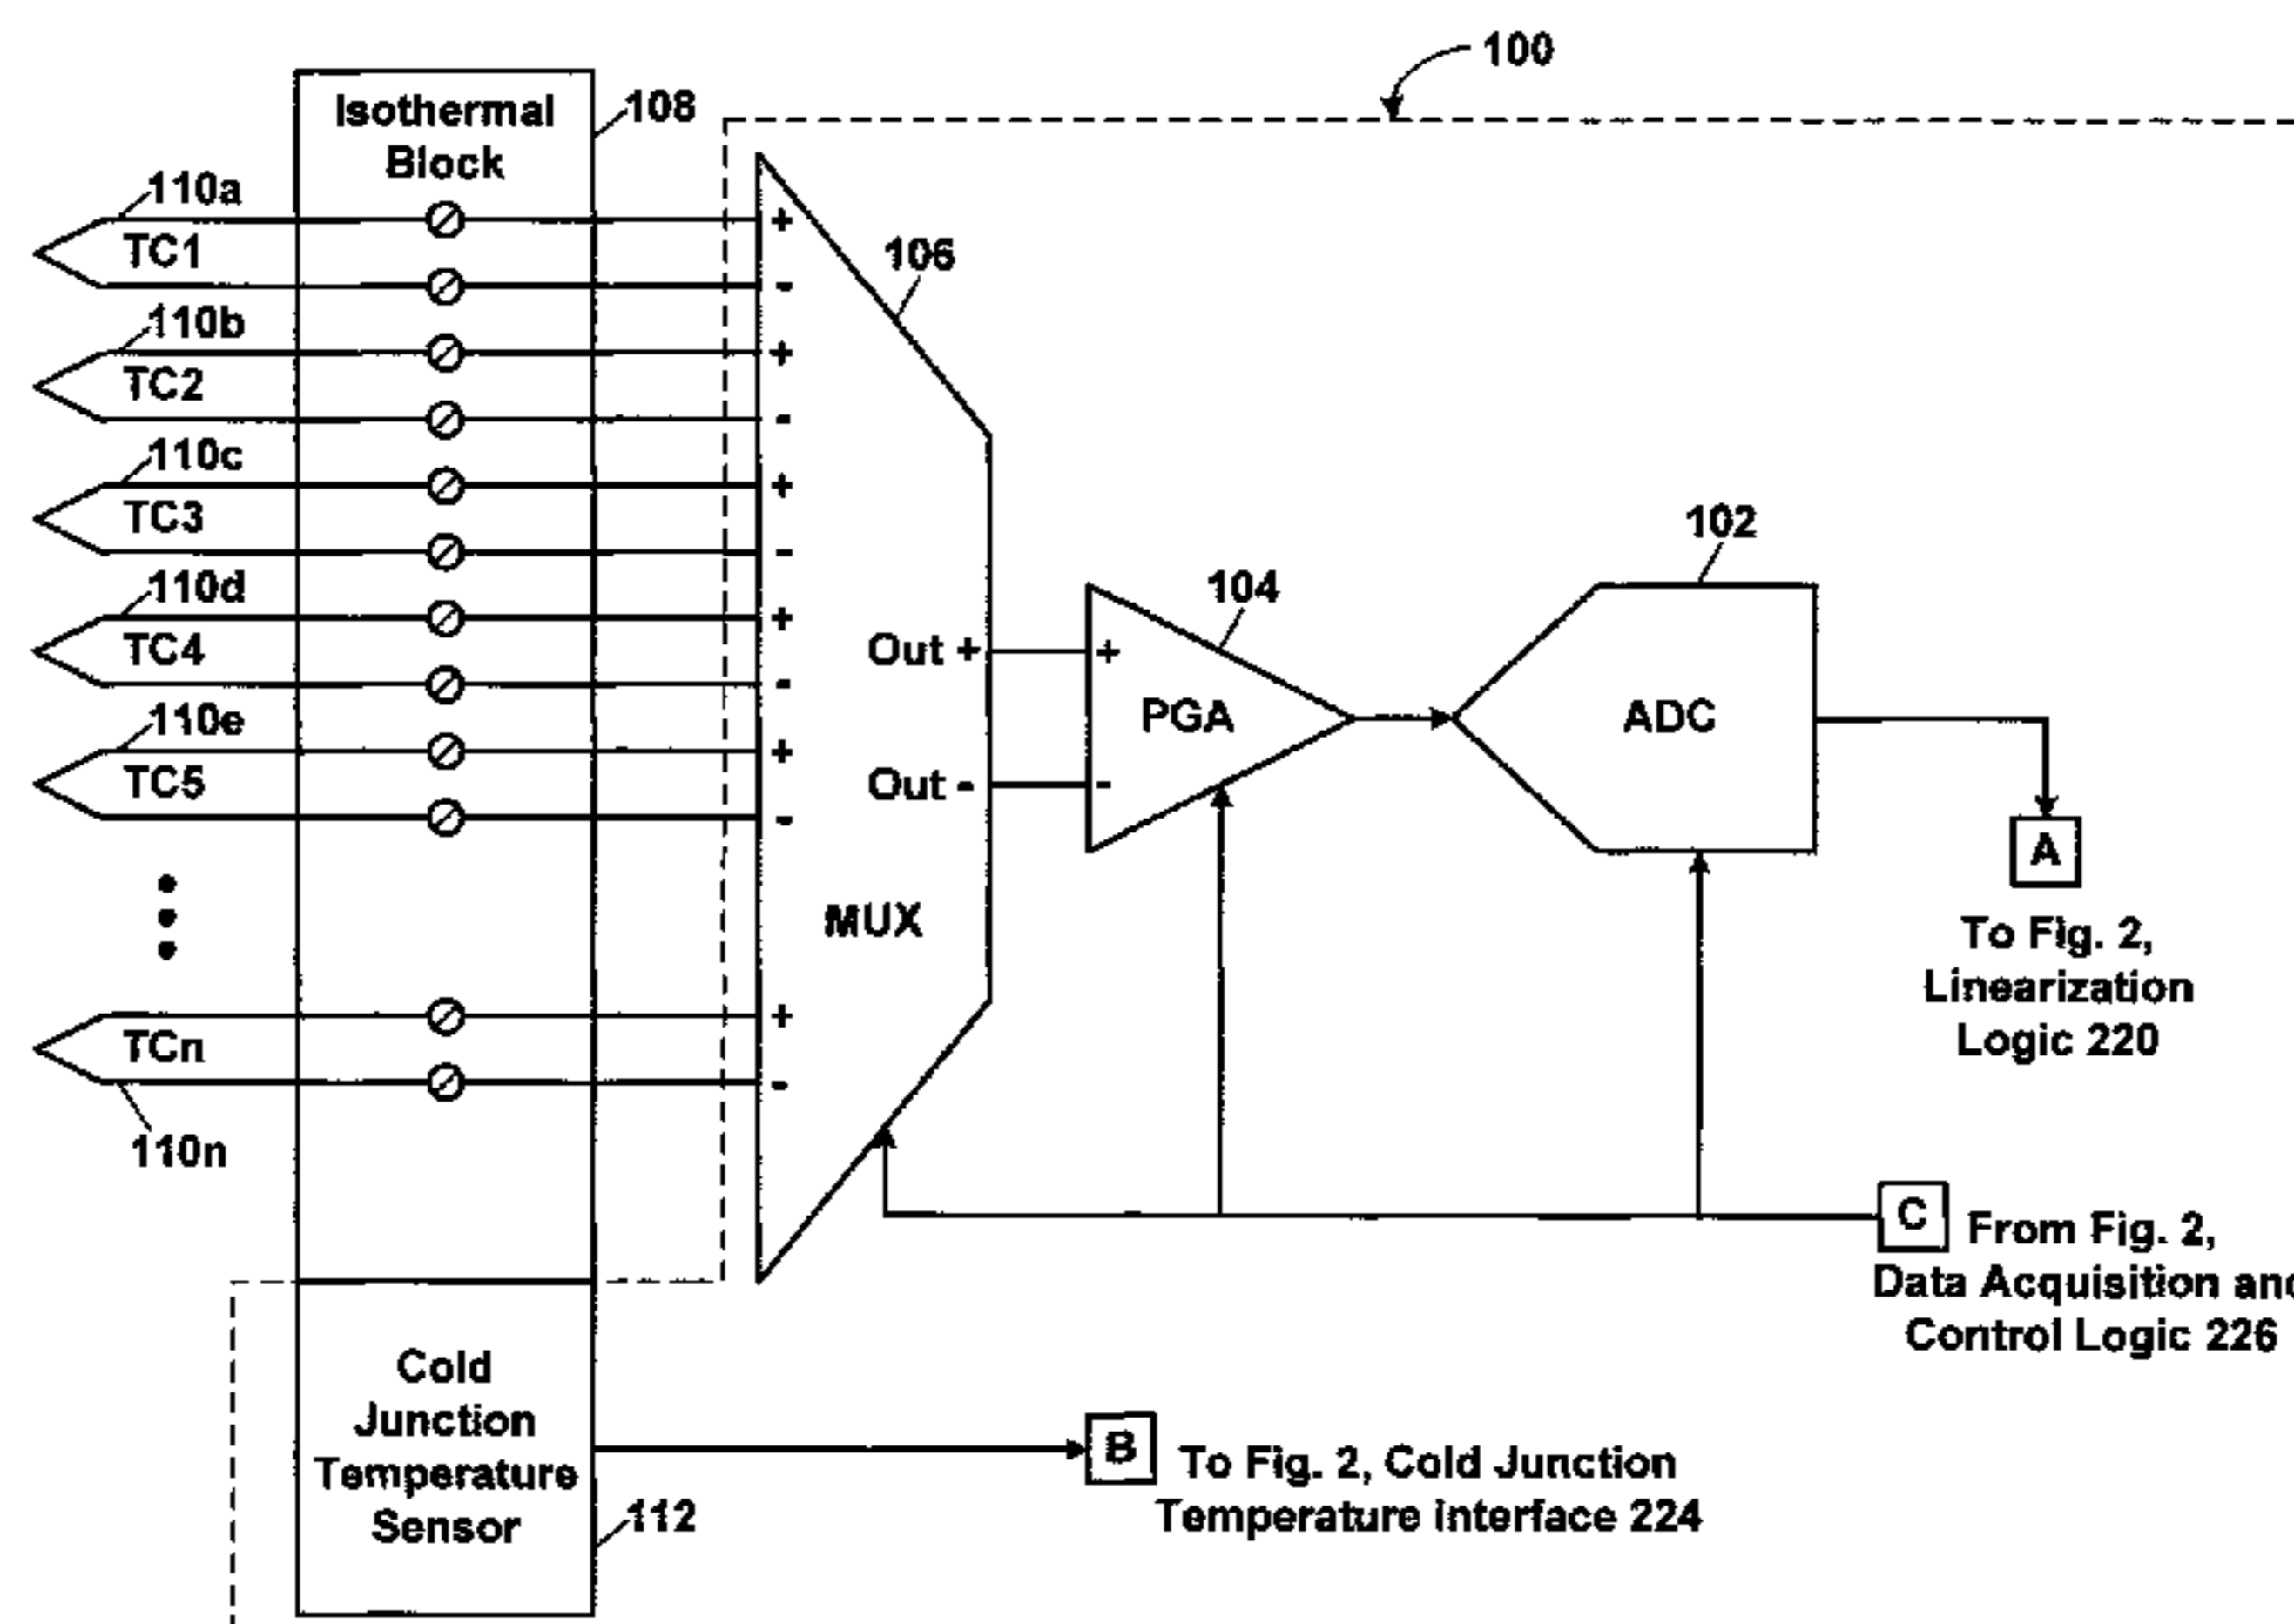 100
Isothermal
Block
108
110a
TC1
+
-
110b
TC2
+
-
110c
TC3
+
-
110d
TC4
+
-
110e
TC5
+
-
TCn
+
-
110n
106
Out +
Out -
MUX
104
+
PGA
-
102
ADC
A
To Fig. 2,
Linearization
Logic 220
C
From Fig. 2,
Data Acquisition and
Control Logic 226
Cold
Junction
Temperature
Sensor
112
B
To Fig. 2, Cold Junction
Temperature Interface 224